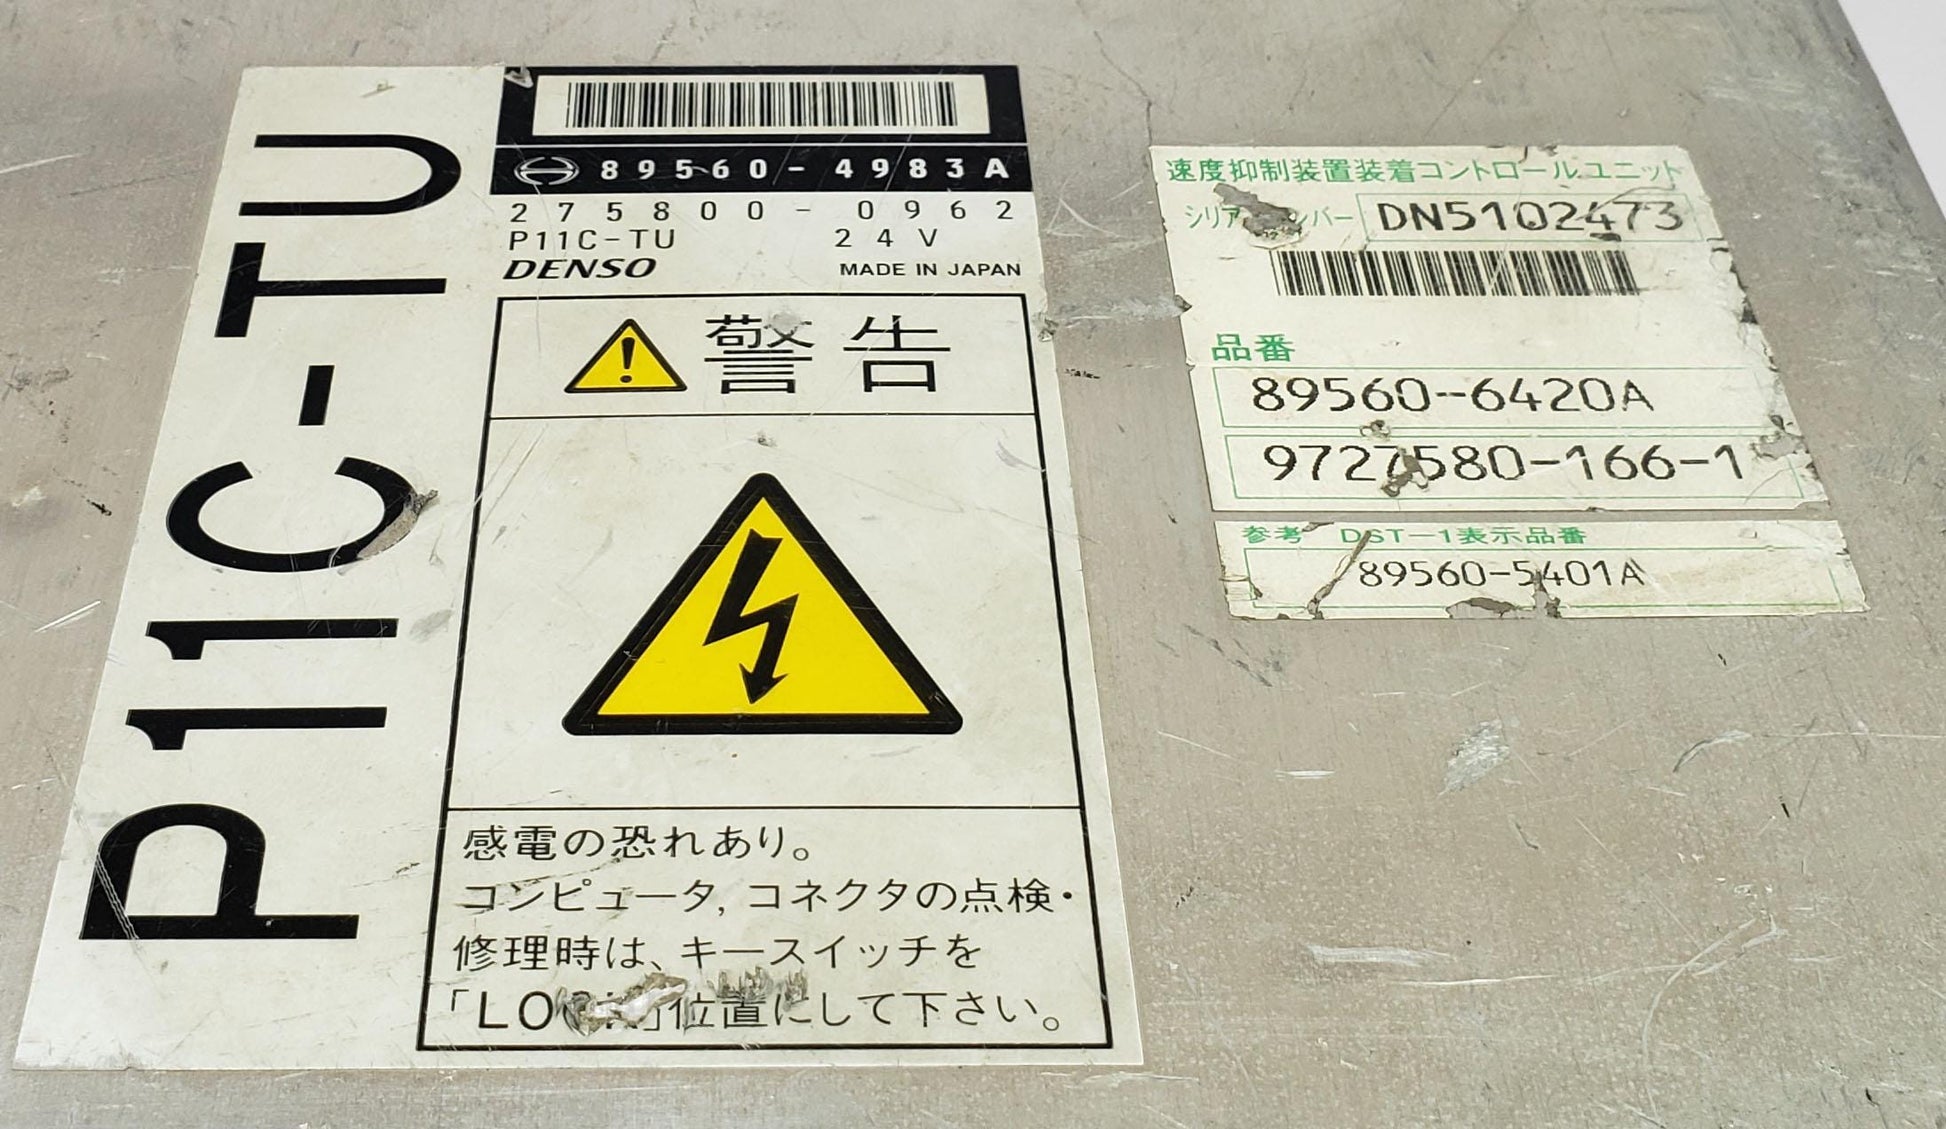 P11C-TU
89560-4983A
275800-0962
P11C-TU 24V
DENSO MADE IN JAPAN
警告
感電の恐れあり。
コンピュータ,コネクタの点検・
修理時は、キースイッチを
「LOCK」位置にして下さい。
速度抑制装置装着コントロールユニット
DN5102473
品番
89560-6420A
9727580-166-1
参考 DST-1表示品番
89560-5401A